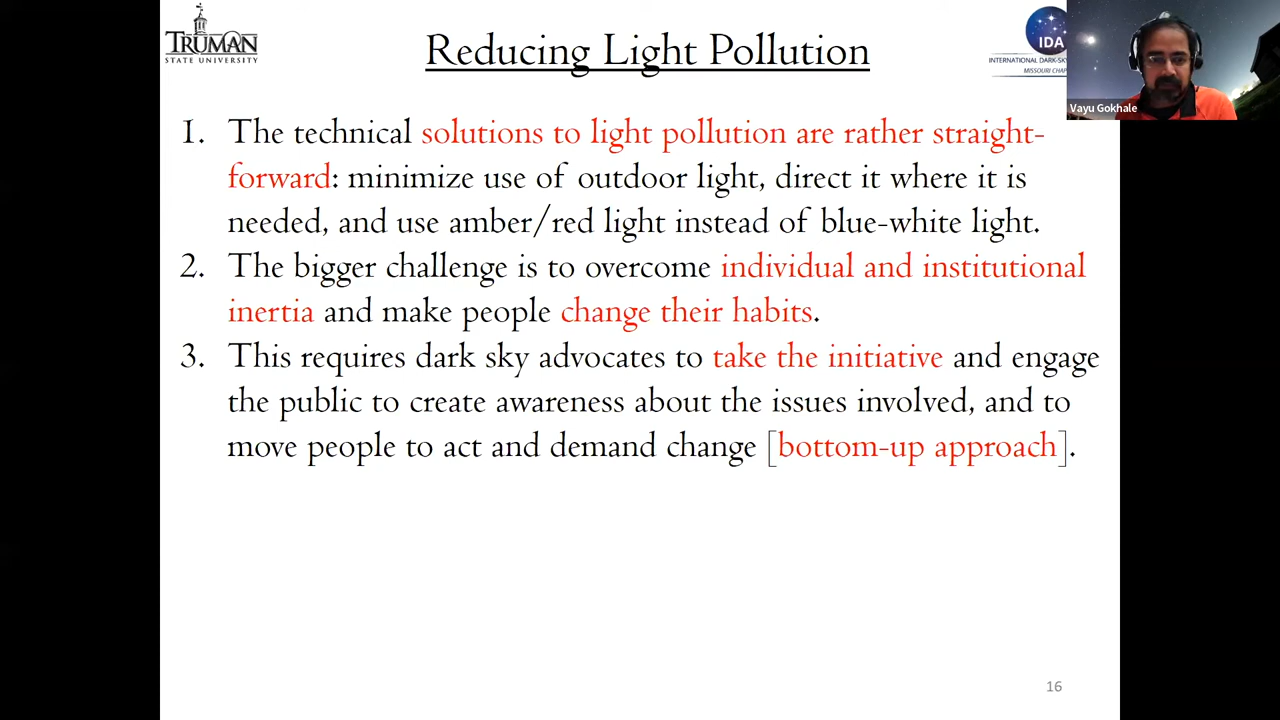 TRUMAN
STATE UNIVERSITY
Reducing Light Pollution
IDA
INTERNATIONAL DARK-SKY
MISSOURI
Vayu Gokhale
1. The technical solutions to light pollution are rather straight-
forward: minimize use of outdoor light, direct it where it is
needed, and use amber/red light instead of blue-white light.
2. The bigger challenge is to overcome individual and institutional
inertia and make people change their habits.
3. This requires dark sky advocates to take the initiative and engage
the public to create awareness about the issues involved, and to
move people to act and demand change [bottom-up approach].
16